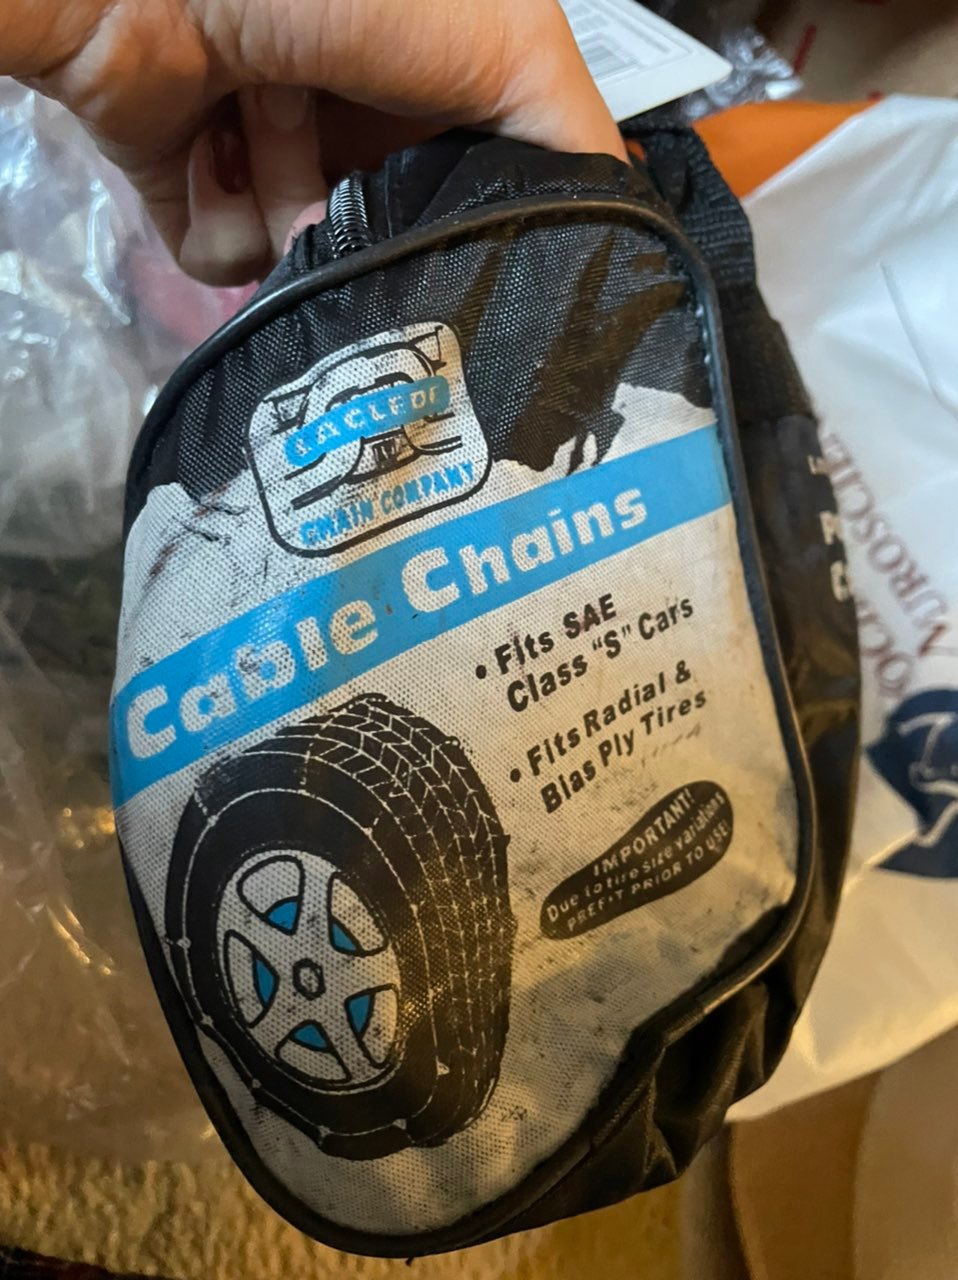 LACLEDE
CHAIN COMPANY
Cable Chains
• Fits SAE
Class "S" Cars
• Fits Radial &
Bias Ply Tires
IMPORTANT!
Due to tire size variations
PREFIT PRIOR TO USE!